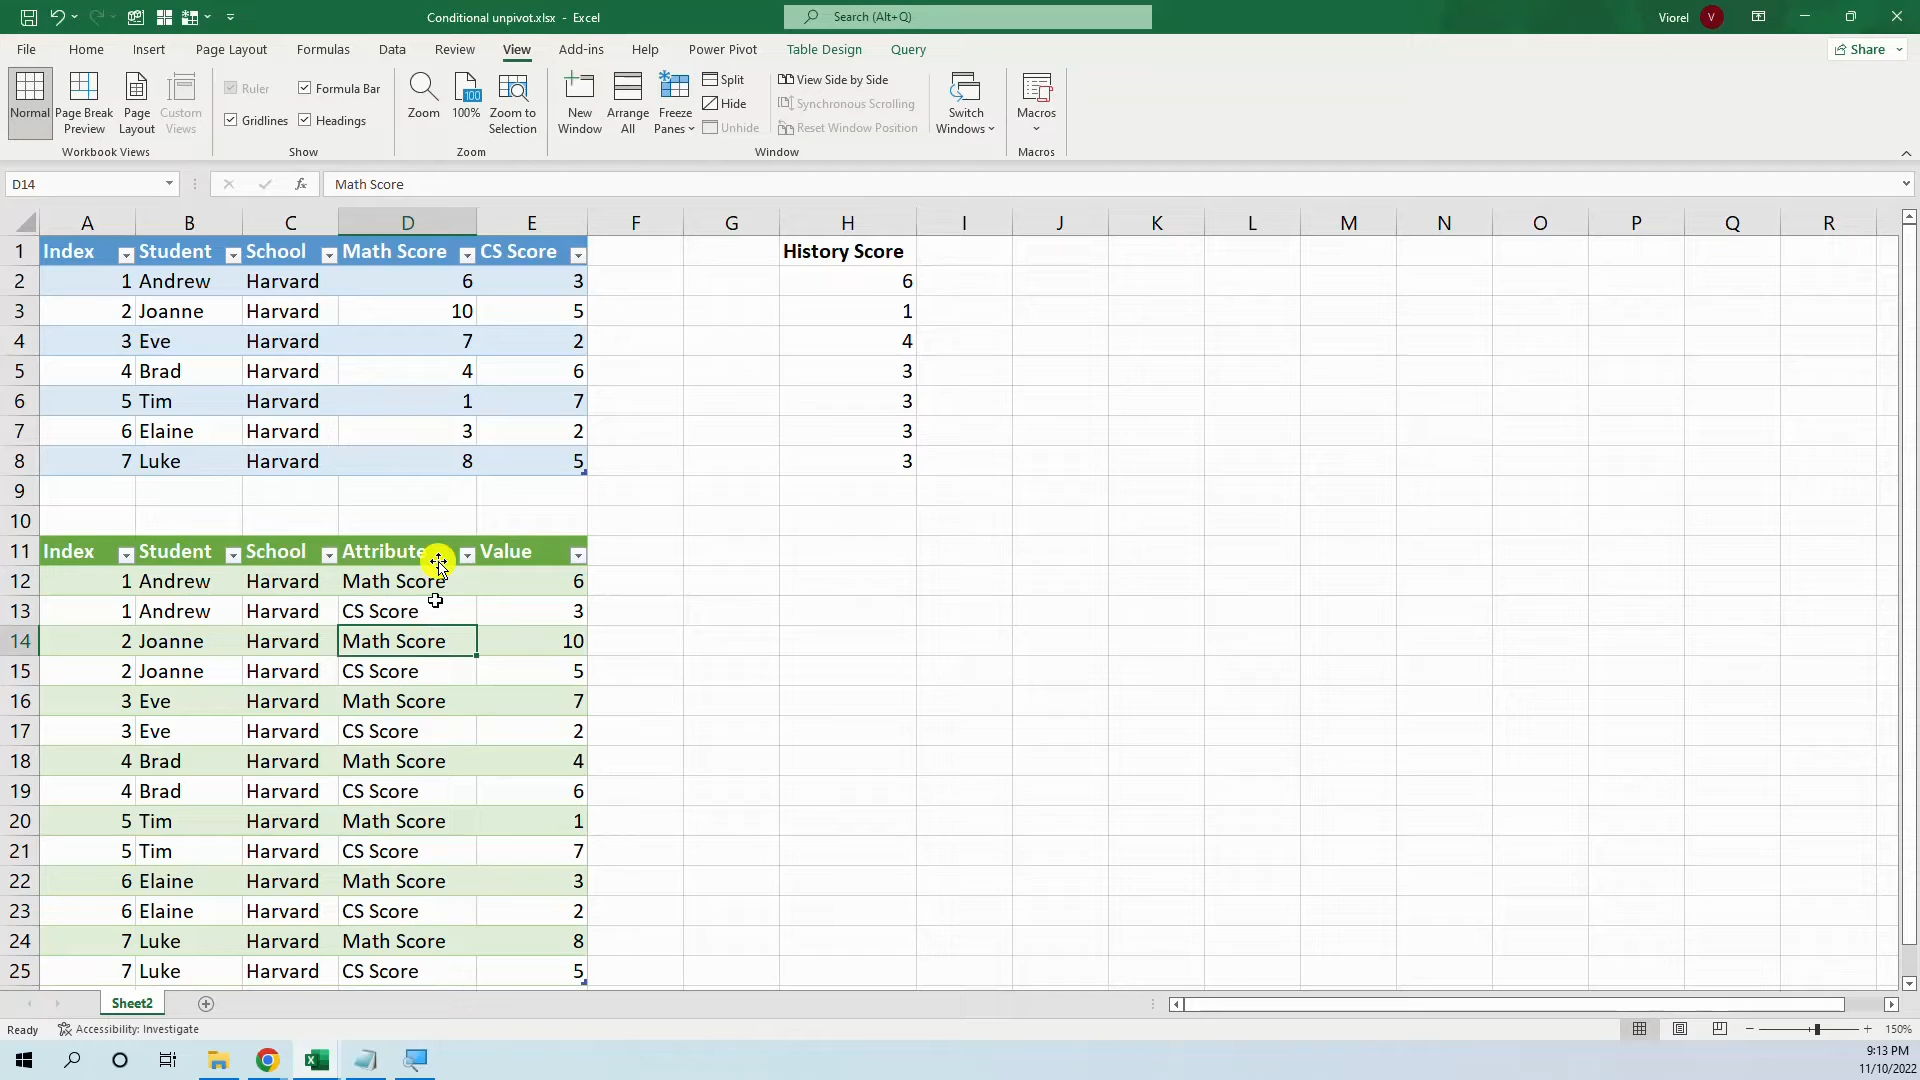 Conditional unpivot.xlsx - Excel
Search (Alt+Q)
Viorel V
File Home Insert Page Layout Formulas Data Review View Add-ins Help Power Pivot Table Design Query Share
Normal
Page Break Preview
Page Layout
Custom Views
Workbook Views
Ruler
Formula Bar
Gridlines
Headings
Show
Zoom
100%
Zoom to Selection
Zoom
New Window
Arrange All
Freeze Panes
Split
Hide
Unhide
View Side by Side
Synchronous Scrolling
Reset Window Position
Window
Switch Windows
Macros
Macros
D14 fx Math Score
A B C D E F G H I J K L M N O P Q R
1 Index Student School Math Score CS Score History Score
2 1 Andrew Harvard 6 3 6
3 2 Joanne Harvard 10 5 1
4 3 Eve Harvard 7 2 4
5 4 Brad Harvard 4 6 3
6 5 Tim Harvard 1 7 3
7 6 Elaine Harvard 3 2 3
8 7 Luke Harvard 8 5 3
9
10
11 Index Student School Attribute Value
12 1 Andrew Harvard Math Score 6
13 1 Andrew Harvard CS Score 3
14 2 Joanne Harvard Math Score 10
15 2 Joanne Harvard CS Score 5
16 3 Eve Harvard Math Score 7
17 3 Eve Harvard CS Score 2
18 4 Brad Harvard Math Score 4
19 4 Brad Harvard CS Score 6
20 5 Tim Harvard Math Score 1
21 5 Tim Harvard CS Score 7
22 6 Elaine Harvard Math Score 3
23 6 Elaine Harvard CS Score 2
24 7 Luke Harvard Math Score 8
25 7 Luke Harvard CS Score 5
Sheet2
Ready Accessibility: Investigate 150%
9:13 PM
11/10/2022